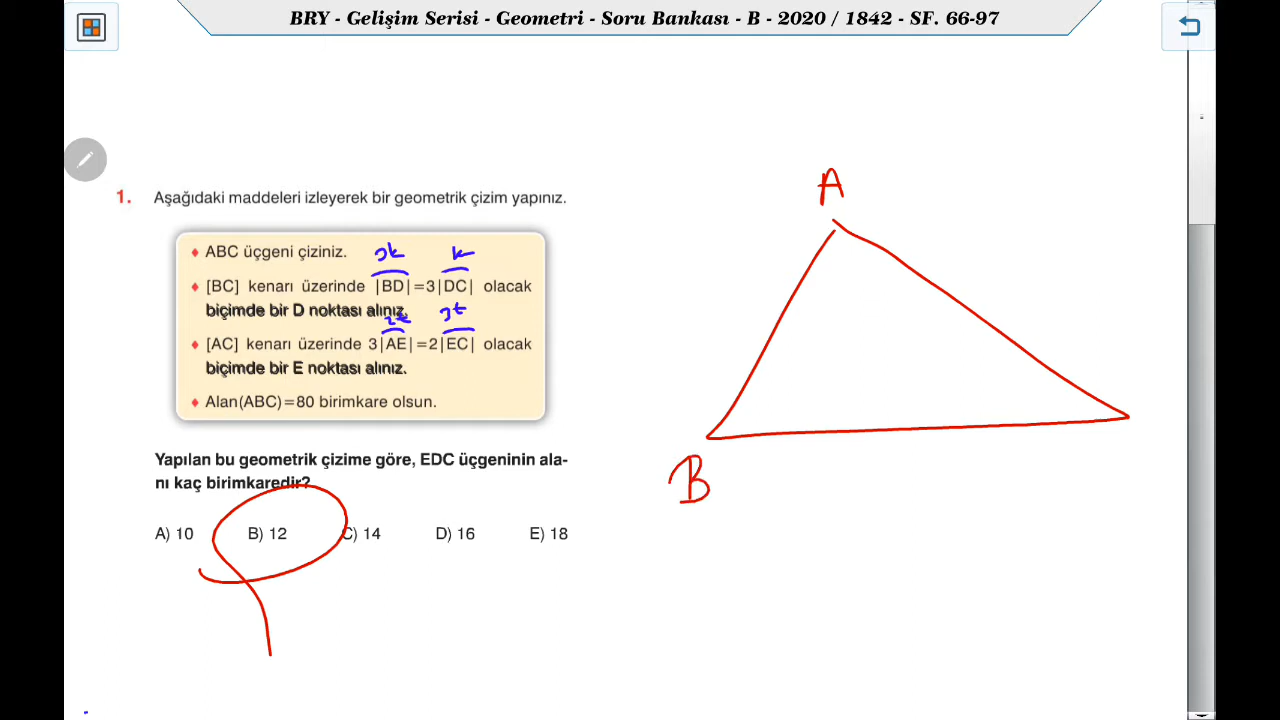 BRY - Gelişim Serisi - Geometri - Soru Bankası - B - 2020 / 1842 - SF. 66-97
1. Aşağıdaki maddeleri izleyerek bir geometrik çizim yapınız.
♦ ABC üçgeni çiziniz.
3k k
♦ [BC] kenarı üzerinde |BD|=3|DC| olacak
biçimde bir D noktası alınız.
2t 3t
♦ [AC] kenarı üzerinde 3|AE|=2|EC| olacak
biçimde bir E noktası alınız.
♦ Alan(ABC)=80 birimkare olsun.
Yapılan bu geometrik çizime göre, EDC üçgeninin ala-
nı kaç birimkaredir?
A) 10 B) 12 C) 14 D) 16 E) 18
A
B